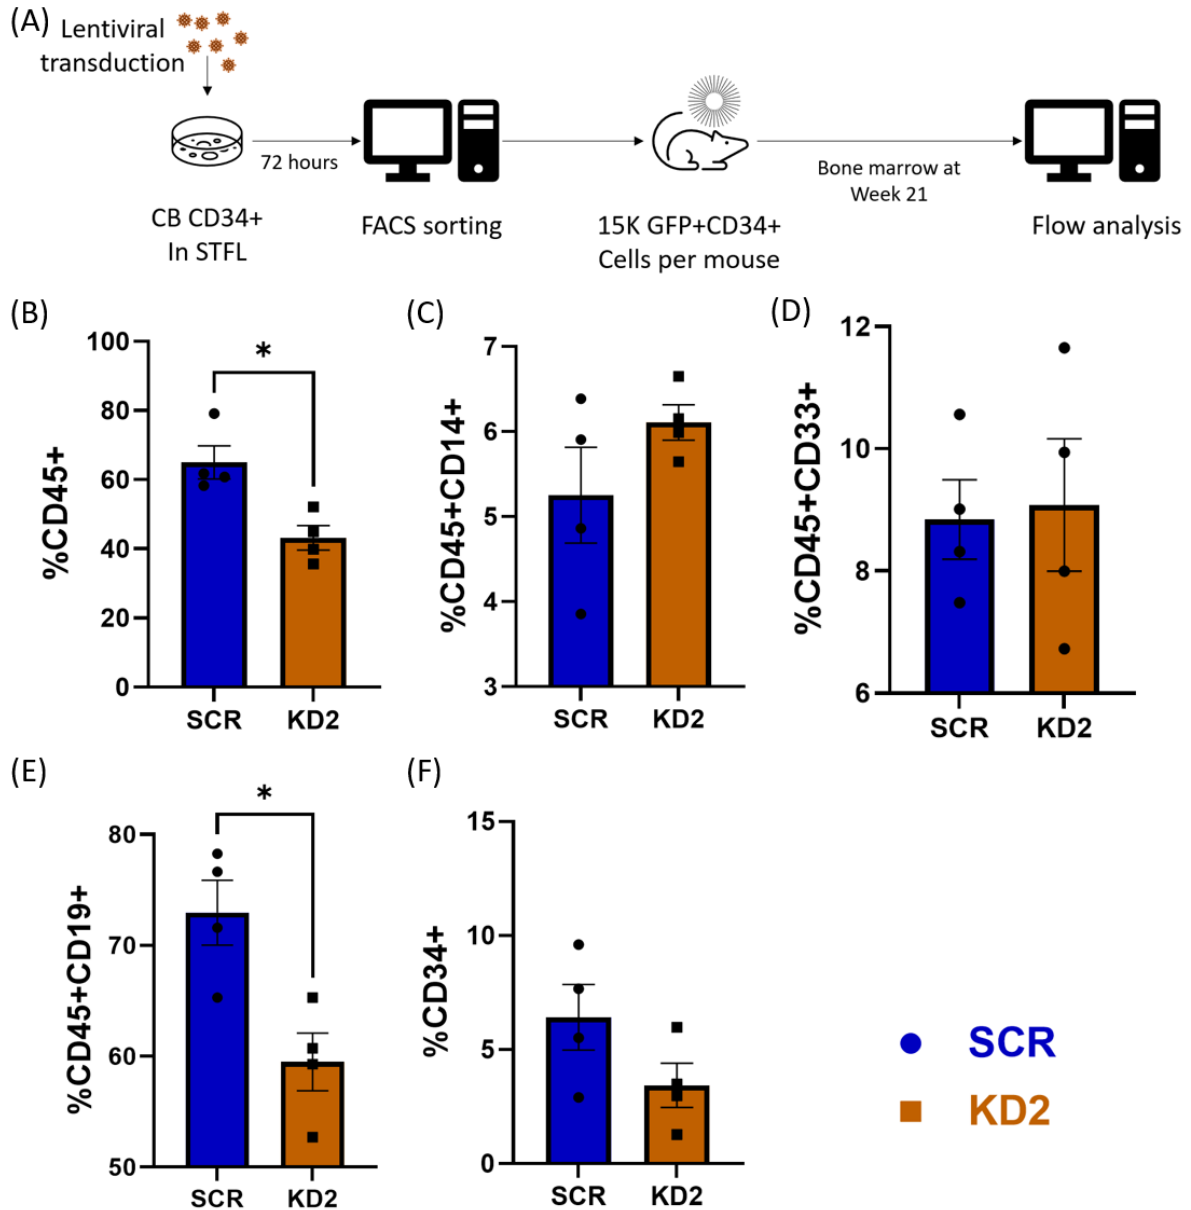 (A)
Lentiviral
transduction
72 hours
Bone marrow at
Week 21
CB CD34+
In STFL
FACS sorting
15K GFP+CD34+
Cells per mouse
Flow analysis
(B)
100
80
60
40
20
0
%CD45+
*
SCR
KD2
(C)
7
6
5
4
3
%CD45+CD14+
SCR
KD2
(D)
12
10
8
6
%CD45+CD33+
SCR
KD2
(E)
80
70
60
50
%CD45+CD19+
*
SCR
KD2
(F)
15
10
5
0
%CD34+
SCR
KD2
SCR
KD2